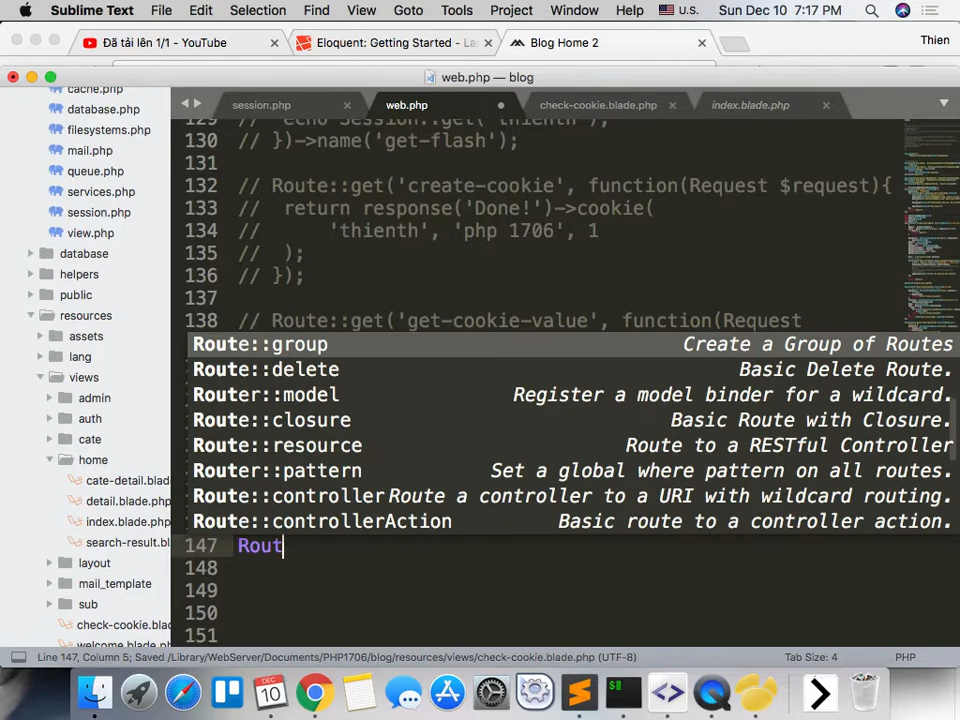 Sublime Text File Edit Selection Find View Goto Tools Project Window Help U.S. Sun Dec 10 7:17 PM
Đã tải lên 1/1 - YouTube
Eloquent: Getting Started - La
Blog Home 2
Thien
web.php — blog
session.php
web.php
check-cookie.blade.php
index.blade.php
cache.php
database.php
filesystems.php
mail.php
queue.php
services.php
session.php
view.php
database
helpers
public
resources
assets
lang
views
admin
auth
cate
home
cate-detail.blade
detail.blade.php
index.blade.php
search-result.bl
layout
mail_template
sub
check-cookie.bla
welcome.blade.php
129 // echo Session::get('thienth');
130 // })->name('get-flash');
131
132 // Route::get('create-cookie', function(Request $request){
133 // return response('Done!')->cookie(
134 // 'thienth', 'php 1706', 1
135 // );
136 // });
137
138 // Route::get('get-cookie-value', function(Request
Route::group Create a Group of Routes
Route::delete Basic Delete Route.
Router::model Register a model binder for a wildcard.
Route::closure Basic Route with Closure.
Route::resource Route to a RESTful Controller
Router::pattern Set a global where pattern on all routes.
Route::controller Route a controller to a URI with wildcard routing.
Route::controllerAction Basic route to a controller action.
147 Rout
148
149
150
151
Line 147, Column 5; Saved /Library/WebServer/Documents/PHP1706/blog/resources/views/check-cookie.blade.php (UTF-8)
Tab Size: 4
PHP